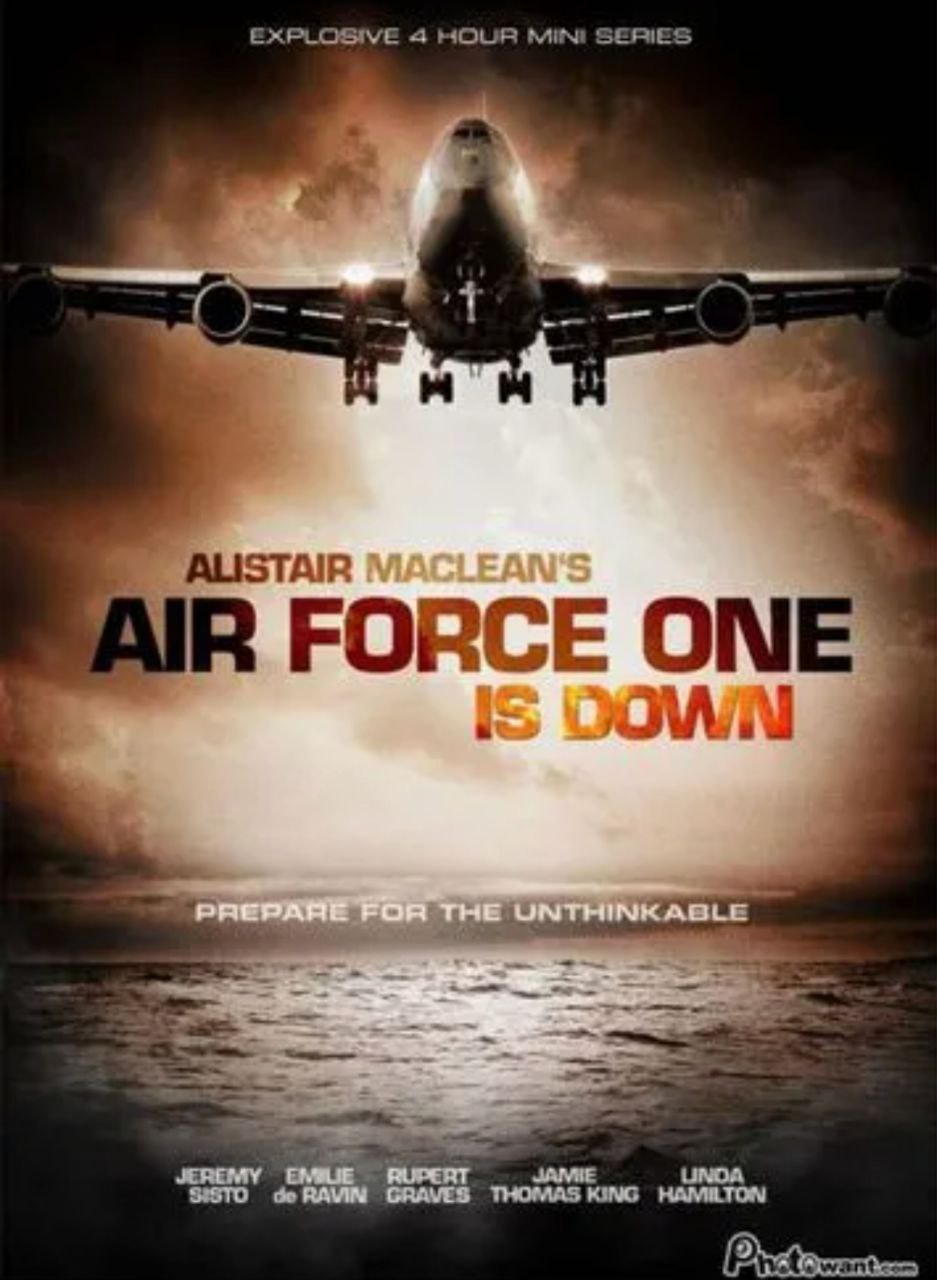 EXPLOSIVE 4 HOUR MINI SERIES
ALISTAIR MACLEAN'S
AIR FORCE ONE
IS DOWN
PREPARE FOR THE UNTHINKABLE
JEREMY SISTO
EMILIE de RAVIN
RUPERT GRAVES
JAMIE THOMAS KING
LINDA HAMILTON
Photowant.com